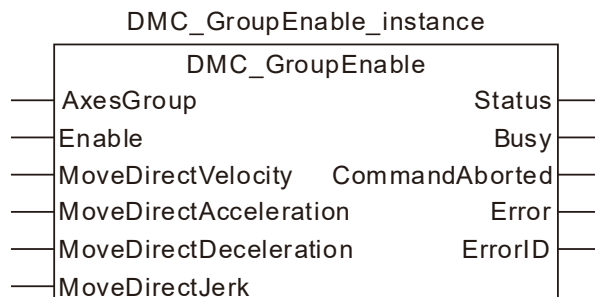 DMC_GroupEnable_instance
DMC_GroupEnable
AxesGroup Status
Enable Busy
MoveDirectVelocity CommandAborted
MoveDirectAcceleration Error
MoveDirectDeceleration ErrorID
MoveDirectJerk